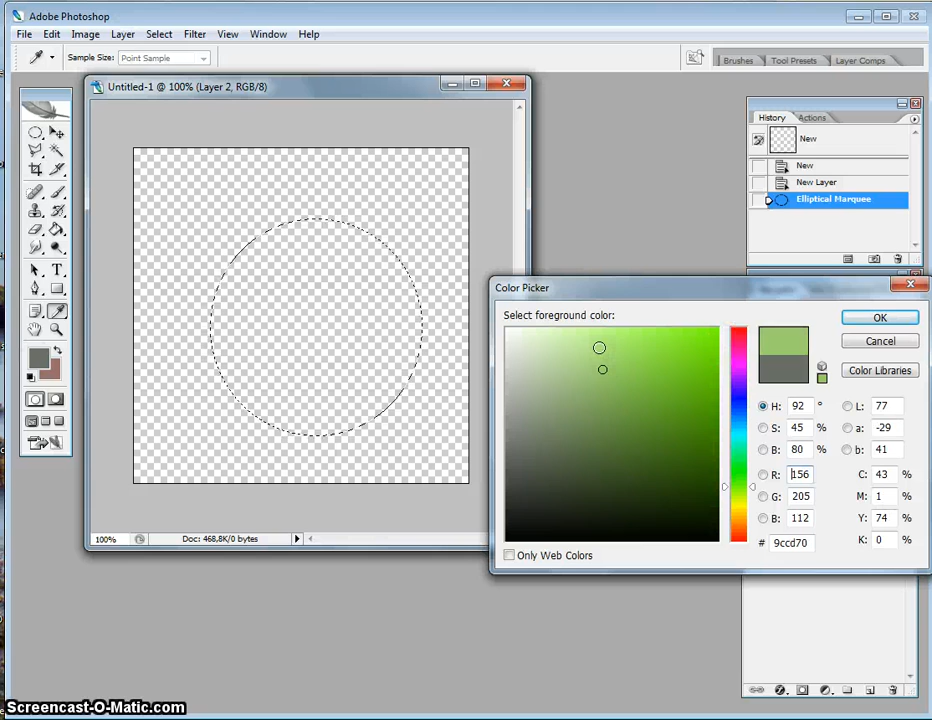 Adobe Photoshop
File Edit Image Layer Select Filter View Window Help
Sample Size: Point Sample
Brushes Tool Presets Layer Comps
Untitled-1 @ 100% (Layer 2, RGB/8)
History Actions
New
New
New Layer
Elliptical Marquee
Color Picker
Select foreground color:
OK
Cancel
Color Libraries
H: 92 ° L: 77
S: 45 % a: -29
B: 80 % b: 41
R: 156 C: 43 %
G: 205 M: 1 %
B: 112 Y: 74 %
# 9ccd70 K: 0 %
Only Web Colors
100% Doc: 468,8K/0 bytes
Screencast-O-Matic.com